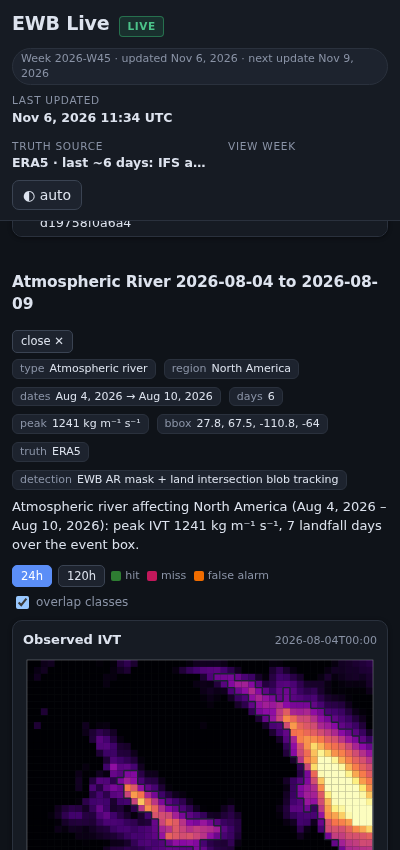 EWB Live LIVE
Week 2026-W45 · updated Nov 6, 2026 · next update Nov 9,
2026
LAST UPDATED
Nov 6, 2026 11:34 UTC
TRUTH SOURCE VIEW WEEK
ERA5 · last ~6 days: IFS a…
◐ auto
d19758f0a6a4
Atmospheric River 2026-08-04 to 2026-08-
09
close ✕
type Atmospheric river region North America
dates Aug 4, 2026 → Aug 10, 2026 days 6
peak 1241 kg m⁻¹ s⁻¹ bbox 27.8, 67.5, -110.8, -64
truth ERA5
detection EWB AR mask + land intersection blob tracking
Atmospheric river affecting North America (Aug 4, 2026 –
Aug 10, 2026): peak IVT 1241 kg m⁻¹ s⁻¹, 7 landfall days
over the event box.
24h 120h hit miss false alarm
overlap classes
Observed IVT 2026-08-04T00:00